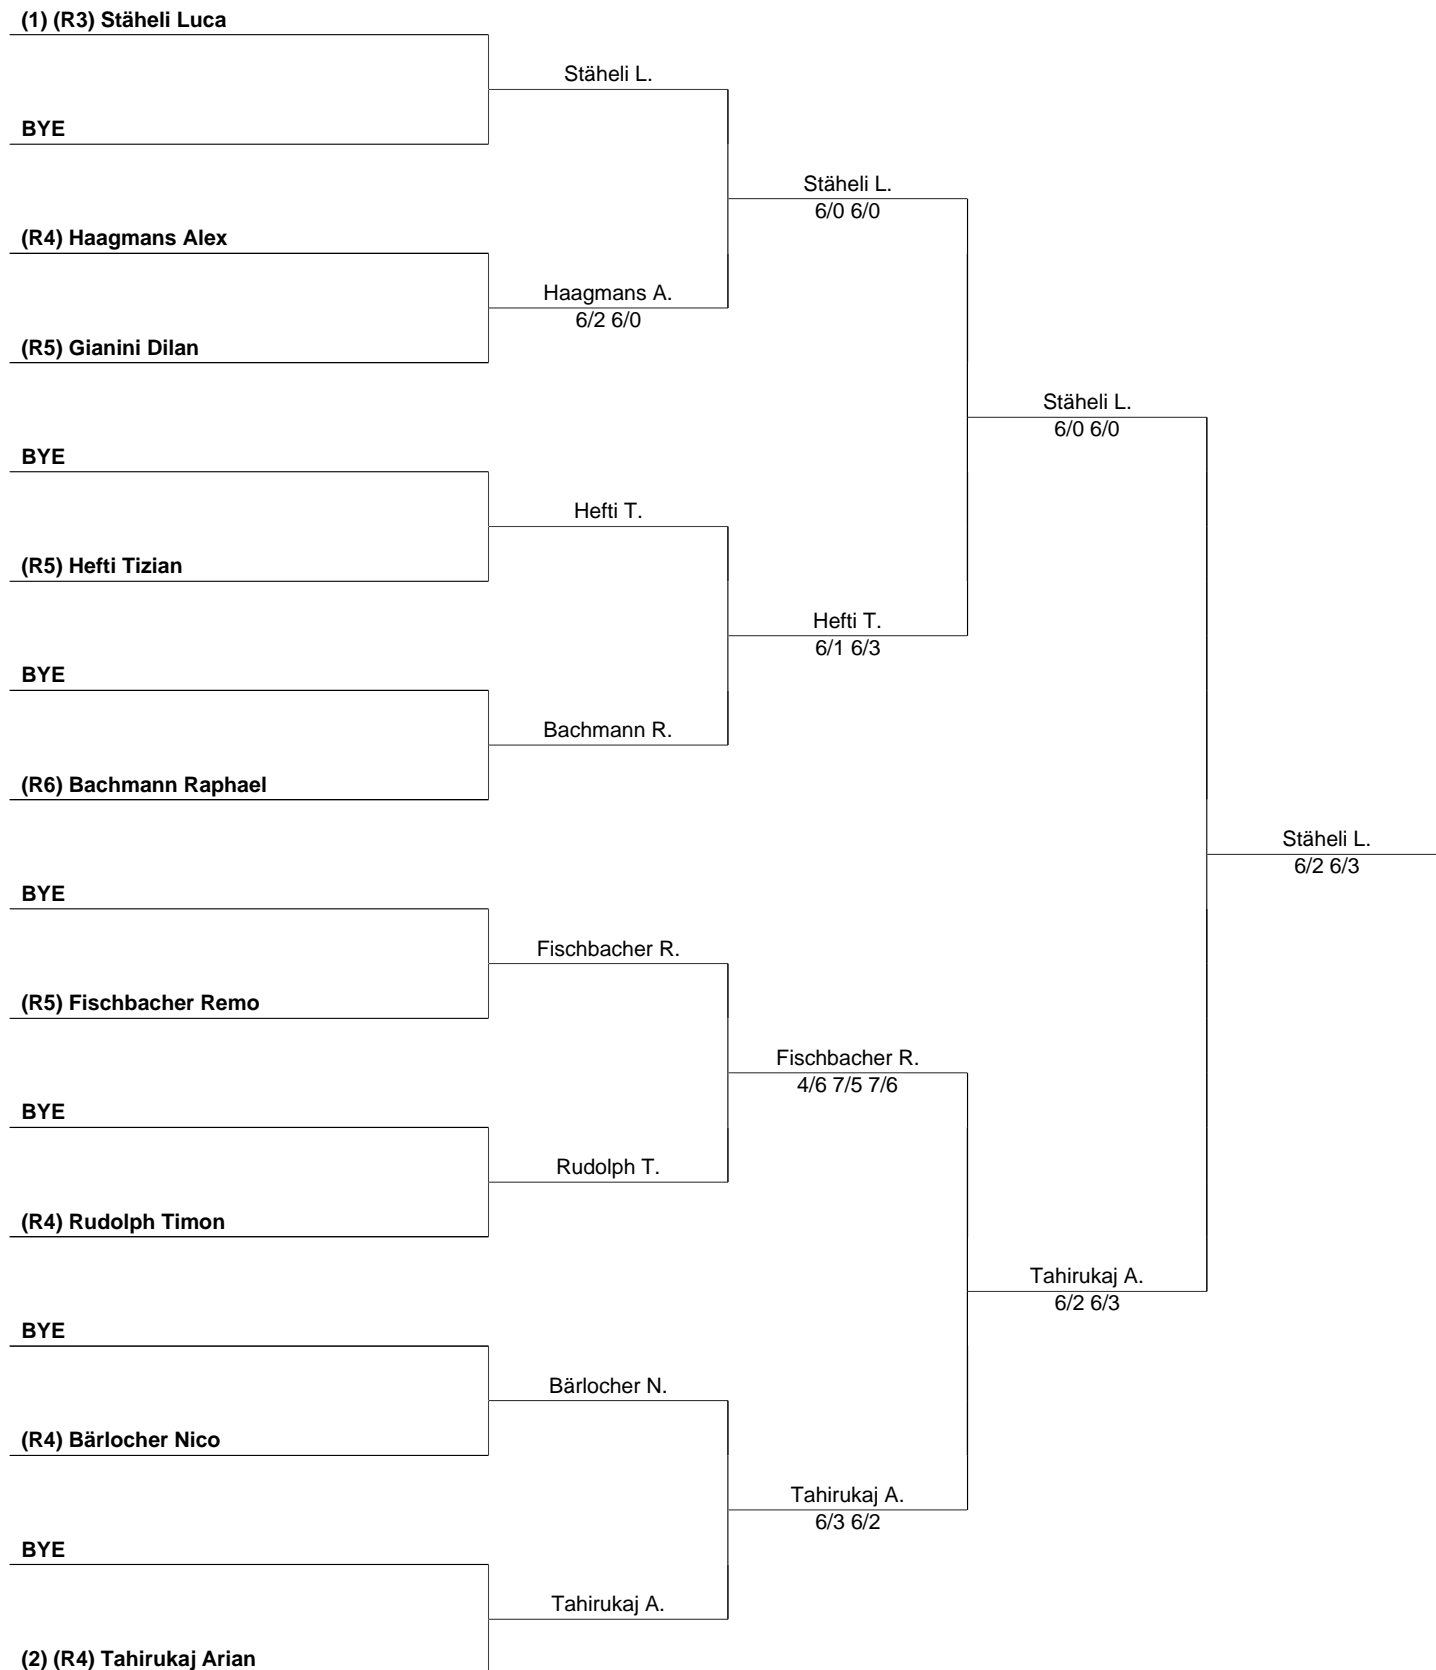 (1) (R3) Stäheli Luca
Stäheli L.
BYE
Stäheli L.
6/0 6/0
(R4) Haagmans Alex
Haagmans A.
6/2 6/0
(R5) Gianini Dilan
Stäheli L.
6/0 6/0
BYE
Hefti T.
(R5) Hefti Tizian
Hefti T.
6/1 6/3
BYE
Bachmann R.
(R6) Bachmann Raphael
Stäheli L.
6/2 6/3
BYE
Fischbacher R.
(R5) Fischbacher Remo
Fischbacher R.
4/6 7/5 7/6
BYE
Rudolph T.
(R4) Rudolph Timon
Tahirukaj A.
6/2 6/3
BYE
Bärlocher N.
(R4) Bärlocher Nico
Tahirukaj A.
6/3 6/2
BYE
Tahirukaj A.
(2) (R4) Tahirukaj Arian